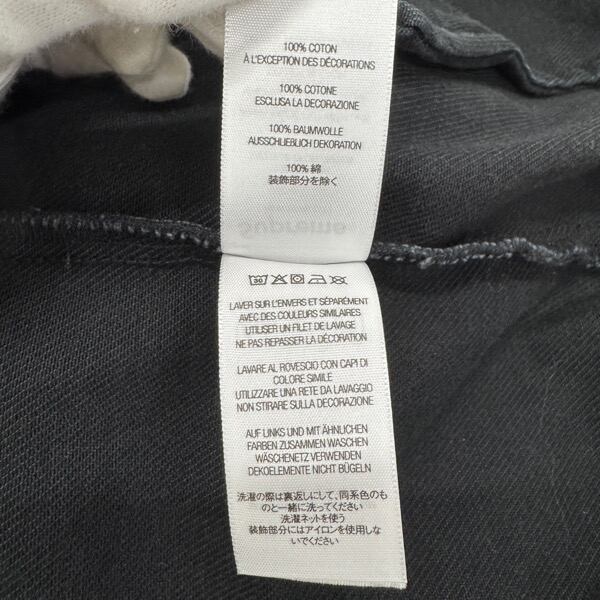 100% COTON
À L'EXCEPTION DES DÉCORATIONS
100% COTONE
ESCLUSA LA DECORAZIONE
100% BAUMWOLLE
AUSSCHLIEBLICH DEKORATION
100% 綿
装飾部分を除く
Supreme
30
LAVER SUR L'ENVERS ET SÉPARÉMENT
AVEC DES COULEURS SIMILAIRES
UTILISER UN FILET DE LAVAGE
NE PAS REPASSER LA DÉCORATION
LAVARE AL ROVESCIO CON CAPI DI
COLORE SIMILE
UTILIZZARE UNA RETE DA LAVAGGIO
NON STIRARE SULLA DECORAZIONE
AUF LINKS UND MIT ÄHNLICHEN
FARBEN ZUSAMMEN WASCHEN
WÄSCHENETZ VERWENDEN
DEKOELEMENTE NICHT BÜGELN
洗濯の際は裏返しにして、同系色のも
のと一緒に洗ってください
洗濯ネットを使う
装飾部分にはアイロンを使用しな
いでください